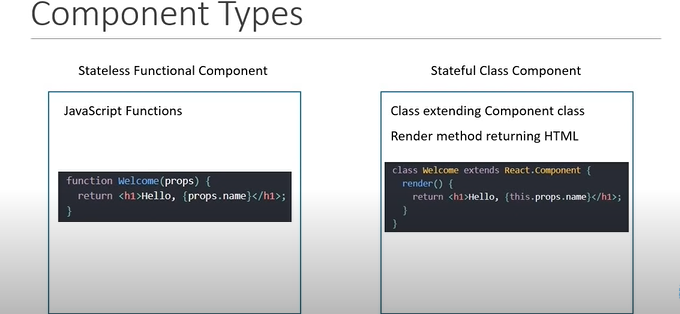 Component Types
Stateless Functional Component
JavaScript Functions
function Welcome(props) {
  return <h1>Hello, {props.name}</h1>;
}
Stateful Class Component
Class extending Component class
Render method returning HTML
class Welcome extends React.Component {
  render() {
    return <h1>Hello, {this.props.name}</h1>;
  }
}